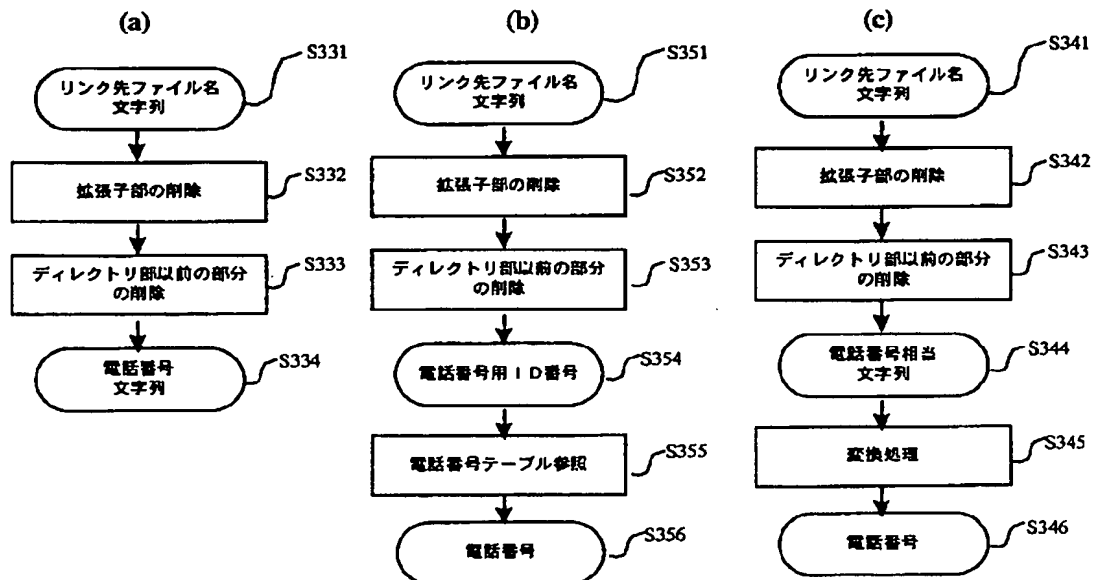 (a)
S331
リンク先ファイル名
文字列
S332
拡張子部の削除
S333
ディレクトリ部以前の部分
の削除
S334
電話番号
文字列
(b)
S351
リンク先ファイル名
文字列
S352
拡張子部の削除
S353
ディレクトリ部以前の部分
の削除
S354
電話番号用ID番号
S355
電話番号テーブル参照
S356
電話番号
(c)
S341
リンク先ファイル名
文字列
S342
拡張子部の削除
S343
ディレクトリ部以前の部分
の削除
S344
電話番号相当
文字列
S345
変換処理
S346
電話番号